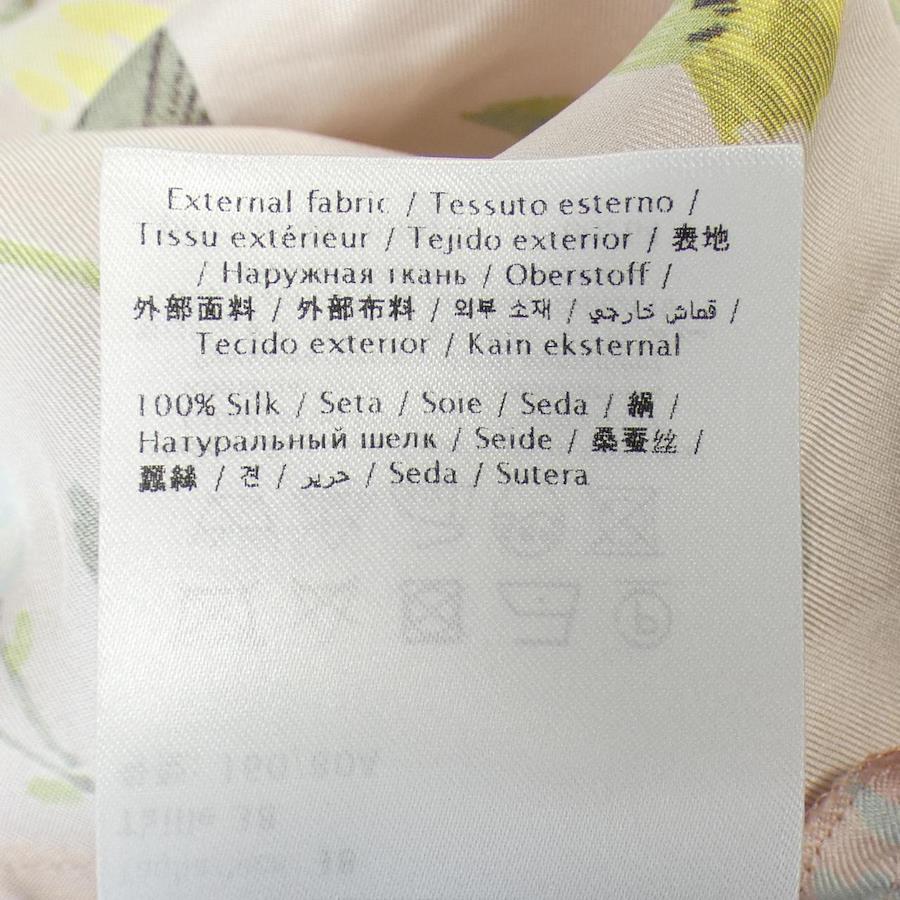 External fabric / Tessuto esterno /
Tissu extérieur / Tejido exterior / 表地
/ Наружная ткань / Oberstoff /
外部面料 / 外部布料 / 외부 소재 / قماش خارجي /
Tecido exterior / Kain eksternal
100% Silk / Seta / Soie / Seda / 絹 /
Натуральный шелк / Seide / 桑蚕丝 /
蠶絲 / 견 / حرير / Seda / Sutera